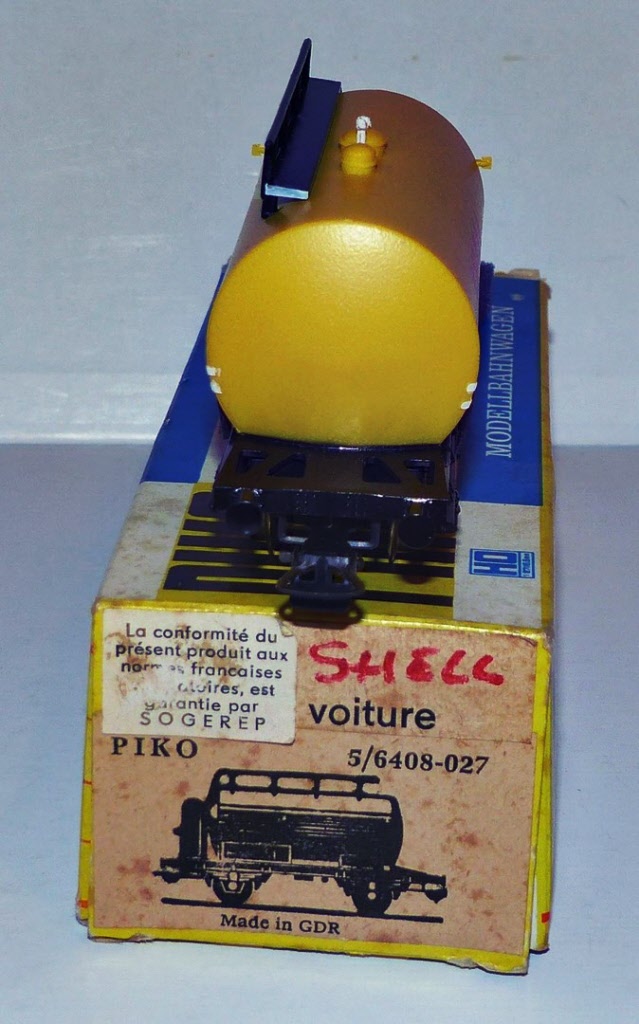 MODELLBAHNWAGEN
HO
La conformité du
présent produit aux
françaises
est
garantie par
SOGEREP
SHELL
voiture
PIKO
5/6408-027
Made in GDR